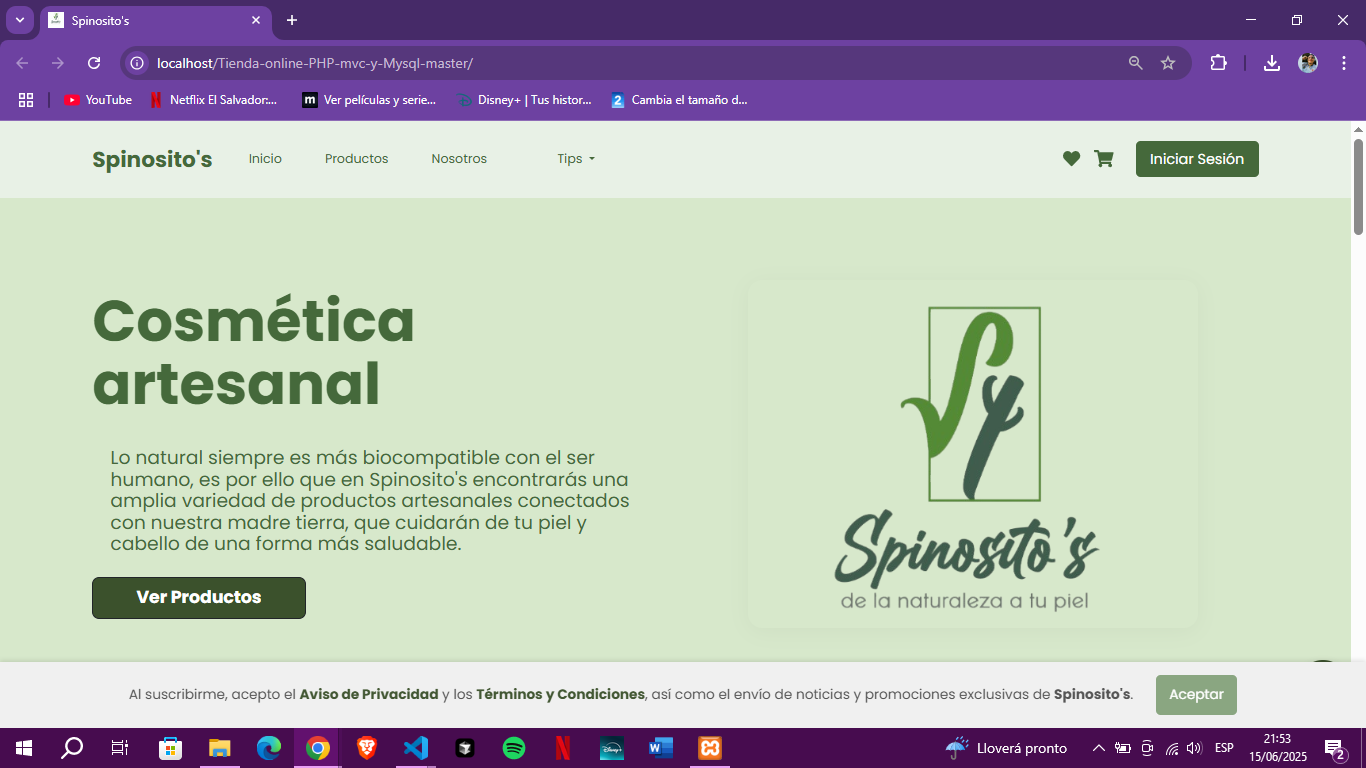 Spinosito's
localhost/Tienda-online-PHP-mvc-y-Mysql-master/
YouTube
Netflix El Salvador:...
m Ver películas y serie...
Disney+ | Tus histor...
2 Cambia el tamaño d...
Spinosito's
Inicio
Productos
Nosotros
Tips
Iniciar Sesión
Cosmética
artesanal
Lo natural siempre es más biocompatible con el ser
humano, es por ello que en Spinosito's encontrarás una
amplia variedad de productos artesanales conectados
con nuestra madre tierra, que cuidarán de tu piel y
cabello de una forma más saludable.
Ver Productos
Spinosito's
de la naturaleza a tu piel
Al suscribirme, acepto el Aviso de Privacidad y los Términos y Condiciones, así como el envío de noticias y promociones exclusivas de Spinosito's.
Aceptar
Lloverá pronto
ESP
21:53
15/06/2025
2